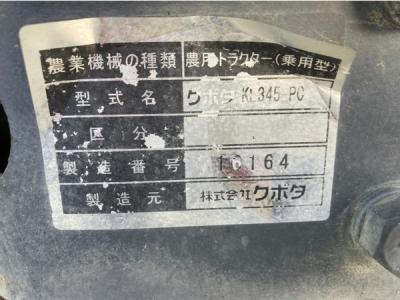 農業機械の種類 農用トラクター(乗用型)
型式名 クボタ KL345-PC
区分
製造番号 16164
製造元 株式会社クボタ